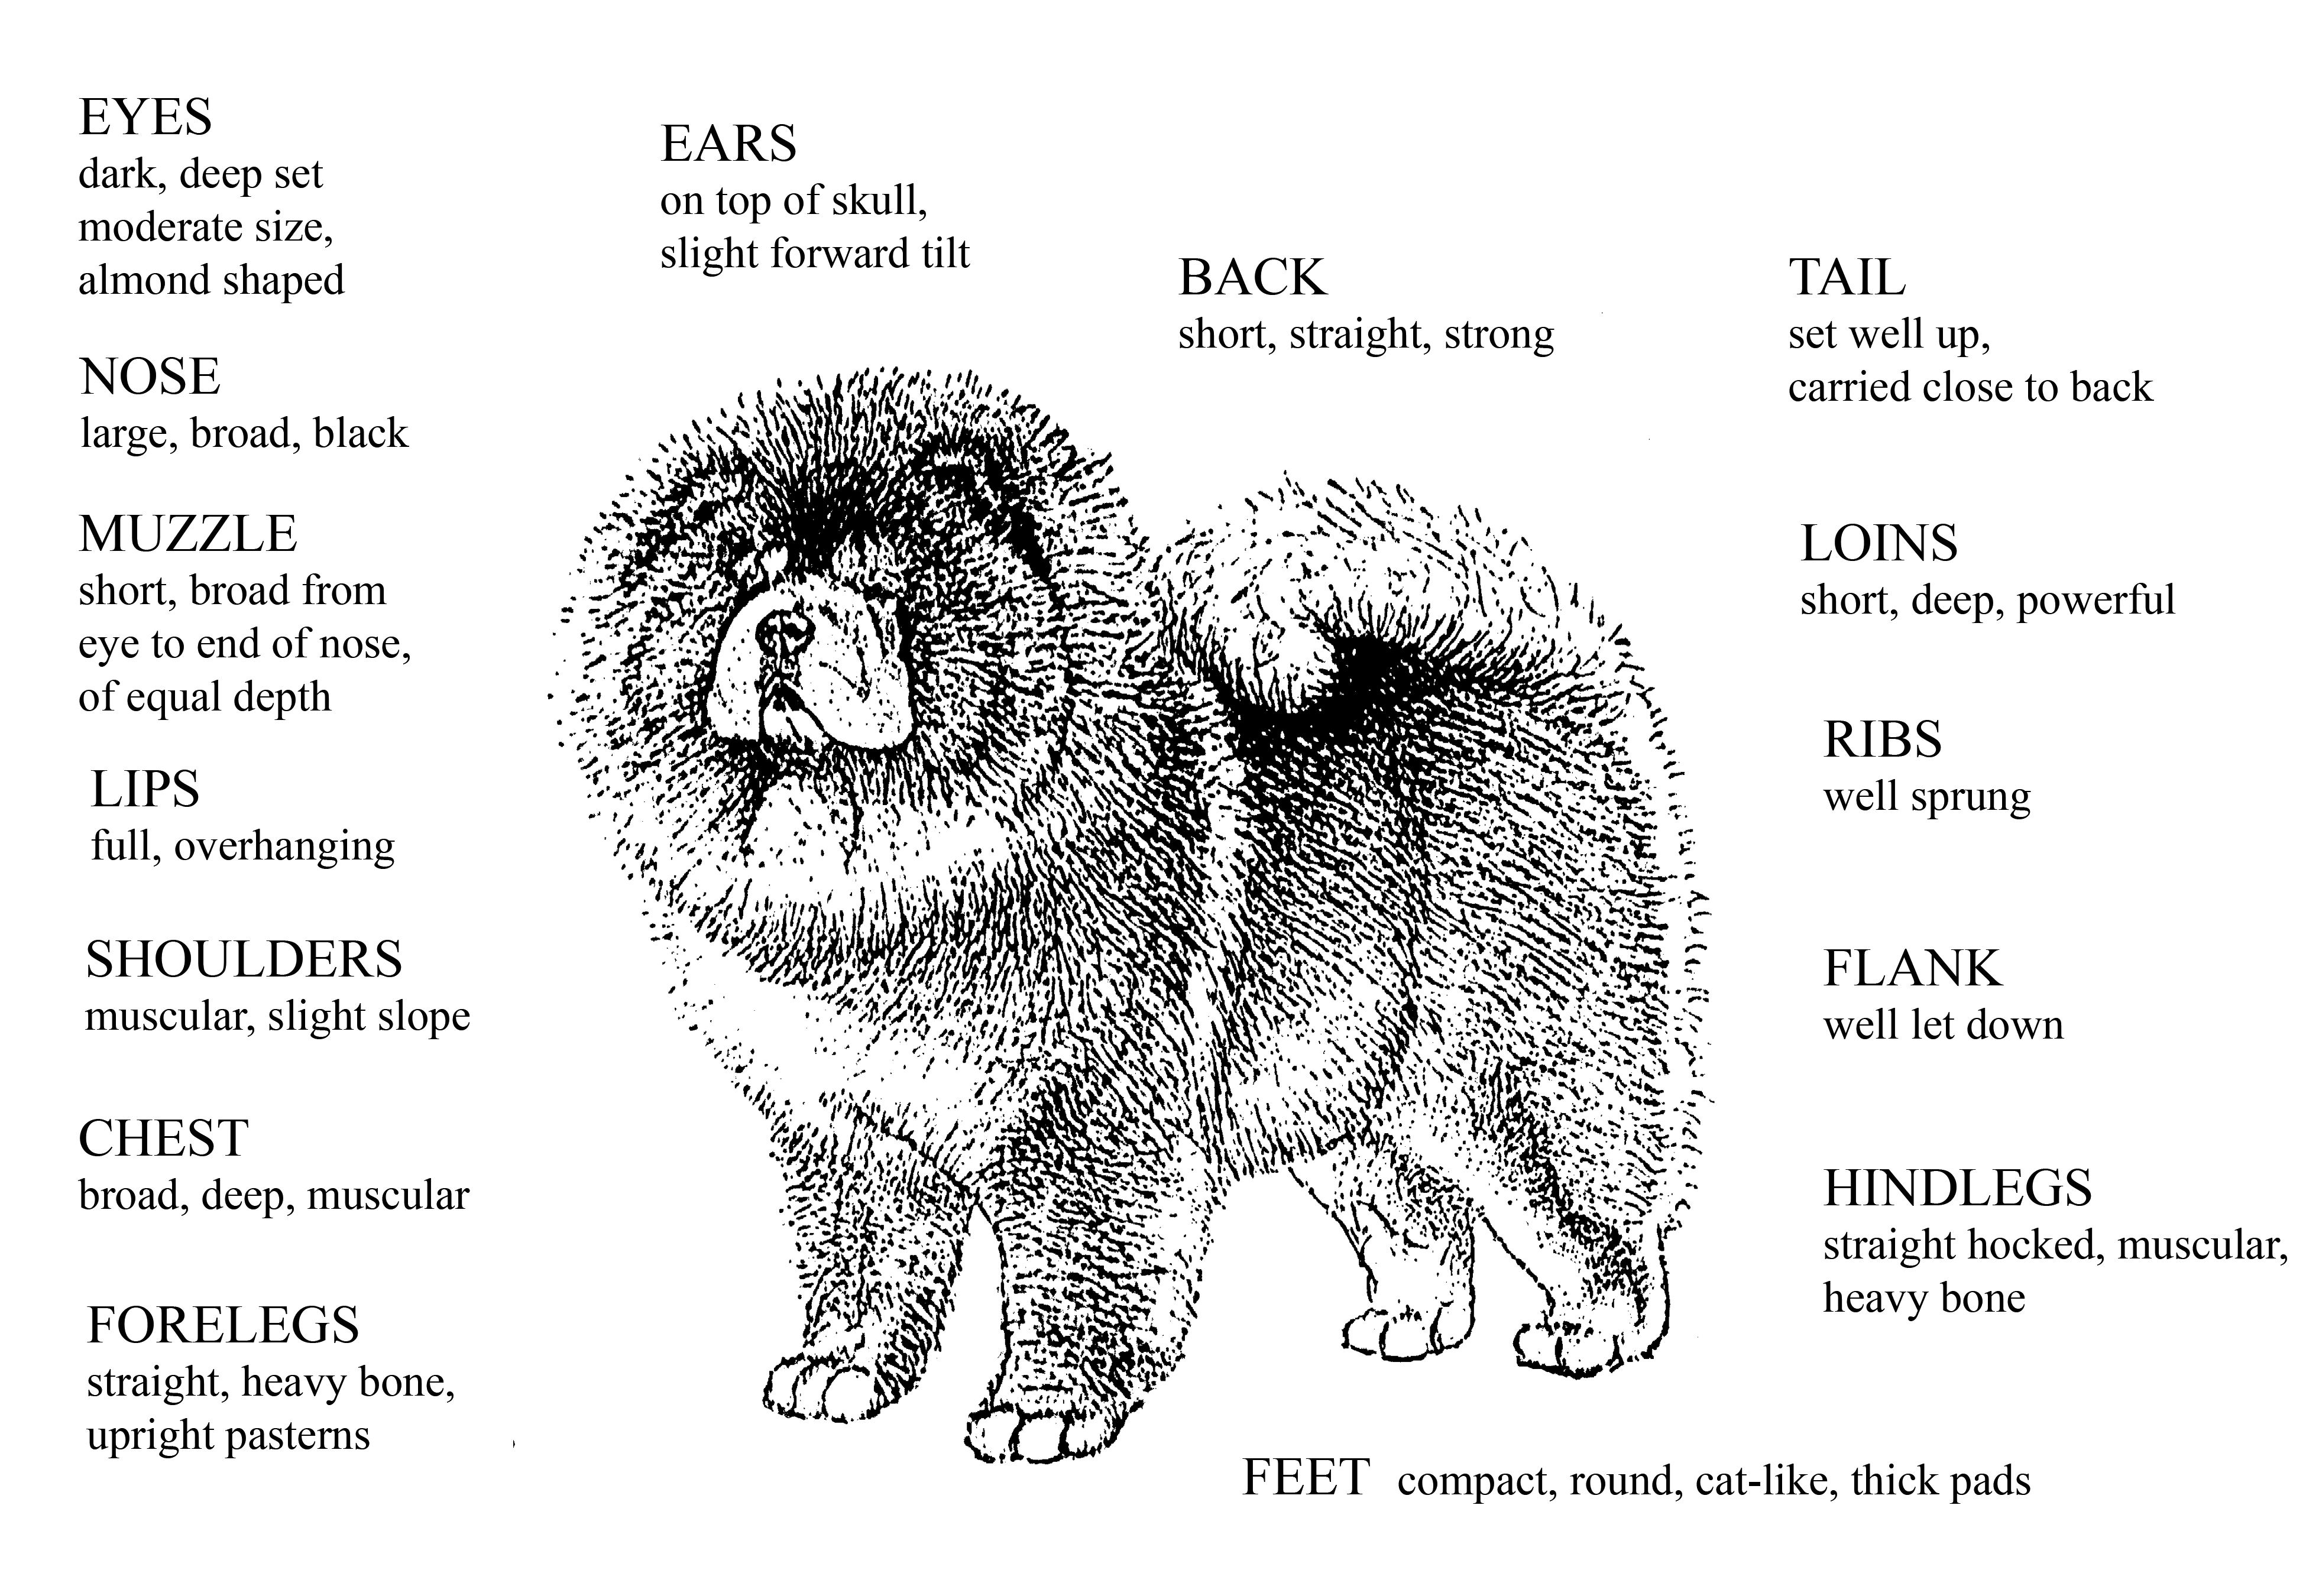 EYES
dark, deep set
moderate size,
almond shaped
NOSE
large, broad, black
MUZZLE
short, broad from
eye to end of nose,
of equal depth
LIPS
full, overhanging
SHOULDERS
muscular, slight slope
CHEST
broad, deep, muscular
FORELEGS
straight, heavy bone,
upright pasterns
EARS
on top of skull,
slight forward tilt
BACK
short, straight, strong
TAIL
set well up,
carried close to back
LOINS
short, deep, powerful
RIBS
well sprung
FLANK
well let down
HINDLEGS
straight hocked, muscular,
heavy bone
FEET compact, round, cat-like, thick pads